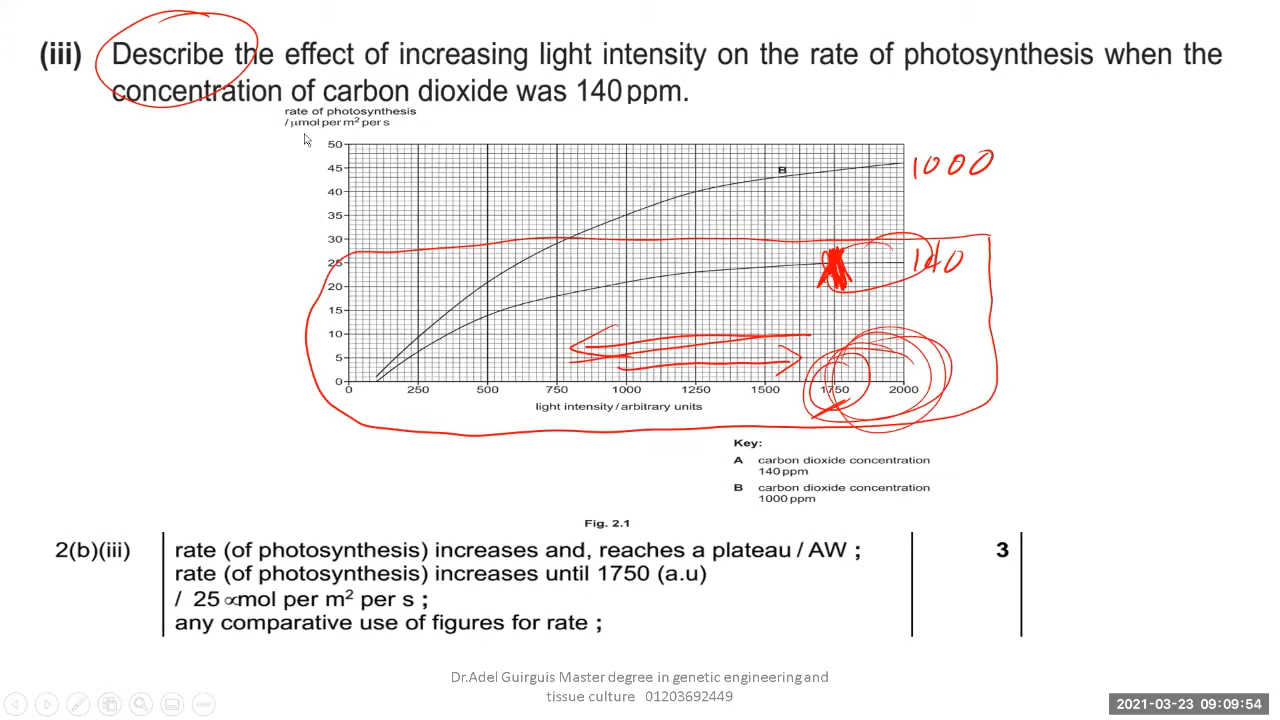 (iii) Describe the effect of increasing light intensity on the rate of photosynthesis when the
concentration of carbon dioxide was 140 ppm.
rate of photosynthesis
/ μmol per m² per s
50
45
40
35
30
25
20
15
10
5
0
B
1000
140
0 250 500 750 1000 1250 1500 1750 2000
light intensity / arbitrary units
Key:
A carbon dioxide concentration
140 ppm
B carbon dioxide concentration
1000 ppm
Fig. 2.1
2(b)(iii) rate (of photosynthesis) increases and, reaches a plateau / AW ; 3
rate (of photosynthesis) increases until 1750 (a.u)
/ 25 ∝mol per m² per s ;
any comparative use of figures for rate ;
Dr.Adel Guirguis Master degree in genetic engineering and
tissue culture 01203692449
2021-03-23 09:09:54